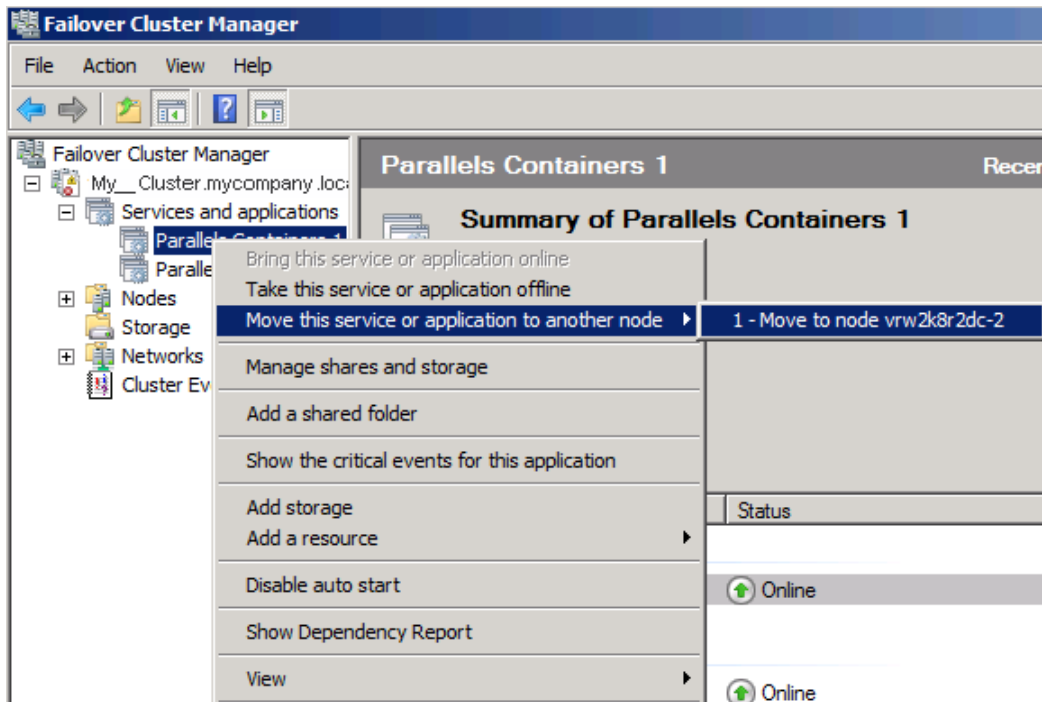 Failover Cluster Manager
File Action View Help
Failover Cluster Manager
My__Cluster.mycompany.loc
Services and applications
Parallels Containers 1
Paralle
Nodes
Storage
Networks
Cluster Ev
Parallels Containers 1
Recen
Summary of Parallels Containers 1
Bring this service or application online
Take this service or application offline
Move this service or application to another node
1 - Move to node vrw2k8r2dc-2
Manage shares and storage
Add a shared folder
Show the critical events for this application
Add storage
Add a resource
Disable auto start
Show Dependency Report
View
Status
Online
Online